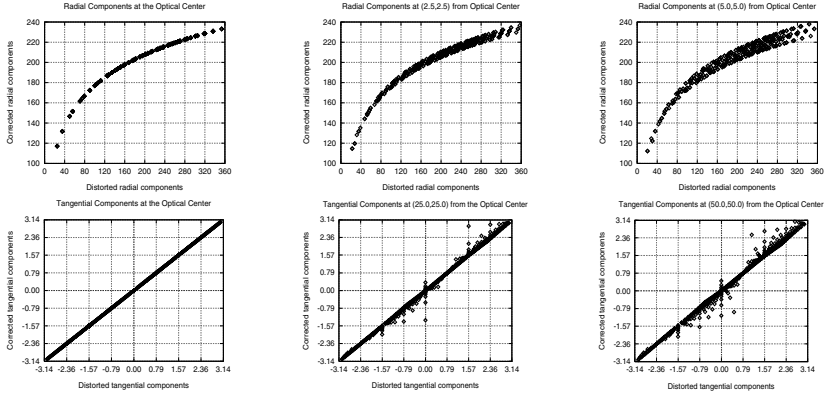 Radial Components at the Optical Center
Corrected radial components
240
220
200
180
160
140
120
100
0 40 80 120 160 200 240 280 320 360
Distorted radial components
Radial Components at (2.5,2.5) from Optical Center
Corrected radial components
240
220
200
180
160
140
120
100
0 40 80 120 160 200 240 280 320 360
Distorted radial components
Radial Components at (5.0,5.0) from Optical Center
Corrected radial components
240
220
200
180
160
140
120
100
0 40 80 120 160 200 240 280 320 360
Distorted radial components
Tangential Components at the Optical Center
Corrected tangential components
3.14
2.36
1.57
0.79
0.00
-0.79
-1.57
-2.36
-3.14
-3.14 -2.36 -1.57 -0.79 0.00 0.79 1.57 2.36 3.14
Distorted tangential components
Tangential Components at (25.0,25.0) from the Optical Center
Corrected tangential components
3.14
2.36
1.57
0.79
0.00
-0.79
-1.57
-2.36
-3.14
-3.14 -2.36 -1.57 -0.79 0.00 0.79 1.57 2.36 3.14
Distorted tangential components
Tangential Components at (50.0,50.0) from the Optical Center
Corrected tangential components
3.14
2.36
1.57
0.79
0.00
-0.79
-1.57
-2.36
-3.14
-3.14 -2.36 -1.57 -0.79 0.00 0.79 1.57 2.36 3.14
Distorted tangential components